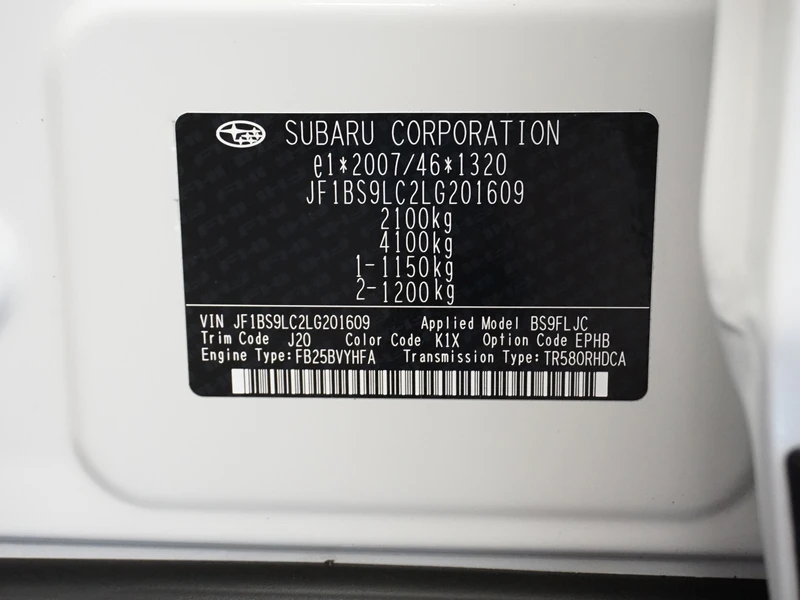 SUBARU CORPORATION
e1*2007/46*1320
JF1BS9LC2LG201609
2100kg
4100kg
1-1150kg
2-1200kg
VIN JF1BS9LC2LG201609 Applied Model BS9FLJC
Trim Code J20 Color Code K1X Option Code EPHB
Engine Type:FB25BVYHFA Transmission Type:TR580RHDCA